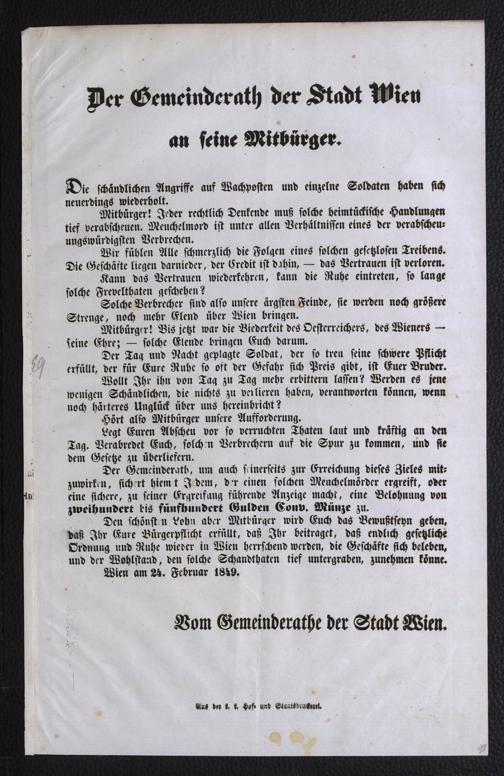 Der Gemeinderath der Stadt Wien
an seine Mitbürger.
Die schändlichen Angriffe auf Wachposten und einzelne Soldaten haben sich
neuerdings wiederholt.
Mitbürger! Jeder rechtlich Denkende muß solche heimtückische Handlungen
tief verabscheuen. Meuchelmord ist unter allen Verhältnissen eines der verabscheu-
ungswürdigsten Verbrechen.
Wir fühlen Alle schmerzlich die Folgen eines solchen gesetzlosen Treibens.
Die Geschäfte liegen darnieder, der Credit ist dahin, — das Vertrauen ist verloren.
Kann das Vertrauen wiederkehren, kann die Ruhe eintreten, so lange
solche Frevelthaten geschehen?
Solche Verbrecher sind also unsere ärgsten Feinde, sie werden noch größere
Strenge, noch mehr Elend über Wien bringen.
Mitbürger! Bis jetzt war die Biederkeit des Oesterreichers, des Wieners —
seine Ehre; — solche Elende bringen Euch darum.
Der Tag und Nacht geplagte Soldat, der so treu seine schwere Pflicht
erfüllt, der für Eure Ruhe so oft der Gefahr sich Preis gibt, ist Euer Bruder.
Wollt Ihr ihn von Tag zu Tag mehr erbittern lassen? Werden es jene
wenigen Schändlichen, die nichts zu verlieren haben, verantworten können, wenn
noch härteres Unglück über uns hereinbricht?
Hört also Mitbürger unsere Aufforderung.
Legt Euren Abscheu vor so verruchten Thaten laut und kräftig an den
Tag. Verabredet Euch, solchen Verbrechern auf die Spur zu kommen, und sie
dem Gesetze zu überliefern.
Der Gemeinderath, um auch seinerseits zur Erreichung dieses Zieles mit-
zuwirken, sichert hiemit Jedem, der einen solchen Meuchelmörder ergreift, oder
eine sichere, zu seiner Ergreifung führende Anzeige macht, eine Belohnung von
zweihundert bis fünfhundert Gulden Conv. Münze zu.
Den schönsten Lohn aber Mitbürger wird Euch das Bewußtseyn geben,
daß Ihr Eure Bürgerpflicht erfüllt, daß Ihr beitraget, daß endlich gesetzliche
Ordnung und Ruhe wieder in Wien herrschend werden, die Geschäfte sich beleben,
und der Wohlstand, den solche Schandthaten tief untergraben, zunehmen könne.
Wien am 24. Februar 1849.
Vom Gemeinderathe der Stadt Wien.
Aus der k. k. Hof- und Staatsdruckerei.